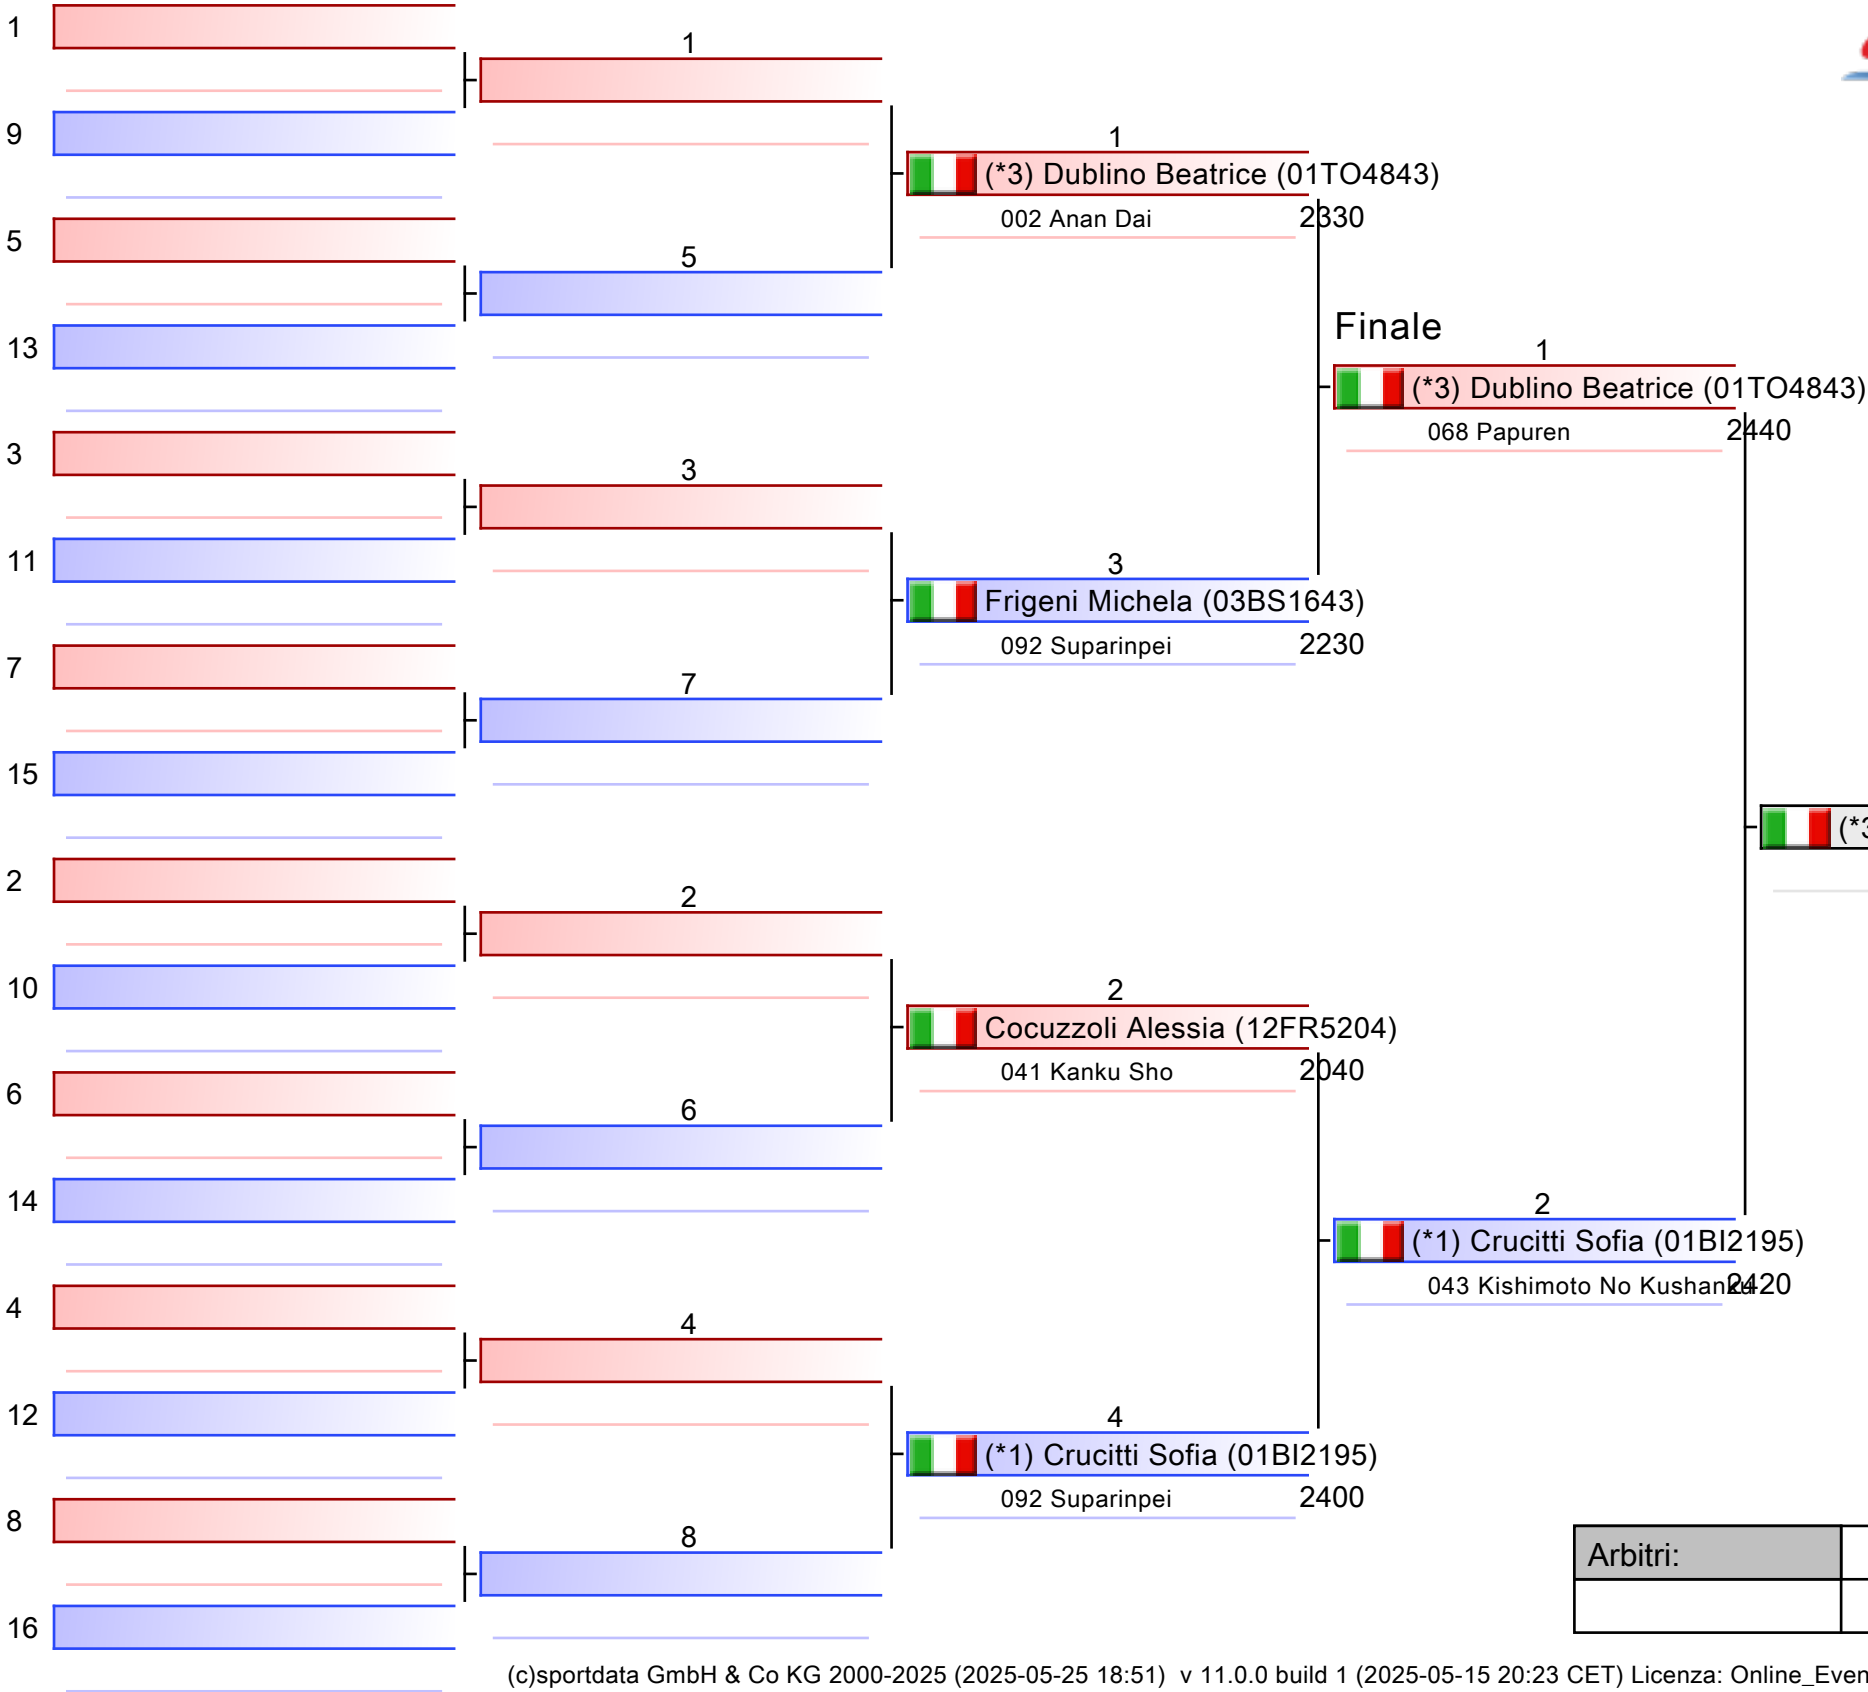 1
9
5
13
3
11
7
15
2
10
6
14
4
12
8
16
1
5
3
7
2
6
4
8
1
(*3) Dublino Beatrice (01TO4843)
002 Anan Dai 2330
3
Frigeni Michela (03BS1643)
092 Suparinpei 2230
2
Cocuzzoli Alessia (12FR5204)
041 Kanku Sho 2040
4
(*1) Crucitti Sofia (01BI2195)
092 Suparinpei 2400
Finale
1
(*3) Dublino Beatrice (01TO4843)
068 Papuren 2440
2
(*1) Crucitti Sofia (01BI2195)
043 Kishimoto No Kushanku 2420
(*3
Arbitri:
(c)sportdata GmbH & Co KG 2000-2025 (2025-05-25 18:51) v 11.0.0 build 1 (2025-05-15 20:23 CET) Licenza: Online_Even